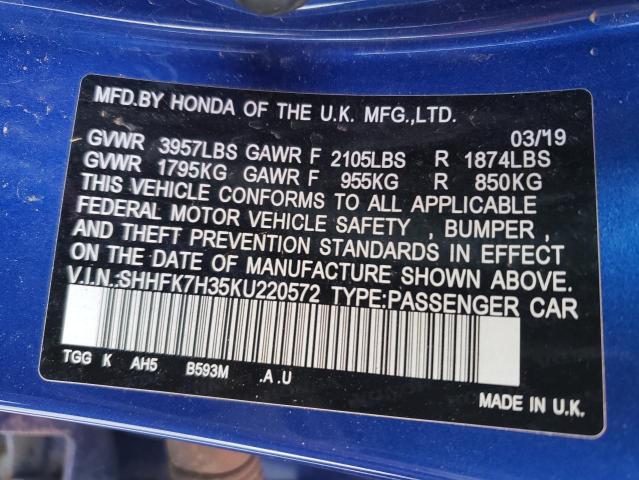 MFD.BY HONDA OF THE U.K. MFG.,LTD.
03/'19
GVWR 3957LBS GAWR F 2105LBS R 1874LBS
GVWR 1795KG GAWR F 955KG R 850KG
THIS VEHICLE CONFORMS TO ALL APPLICABLE
FEDERAL MOTOR VEHICLE SAFETY , BUMPER ,
AND THEFT PREVENTION STANDARDS IN EFFECT
ON THE DATE OF MANUFACTURE SHOWN ABOVE.
V.I.N.:SHHFK7H35KU220572 TYPE:PASSENGER CAR
TGG K AH5 B593M .A .U
MADE IN U.K.